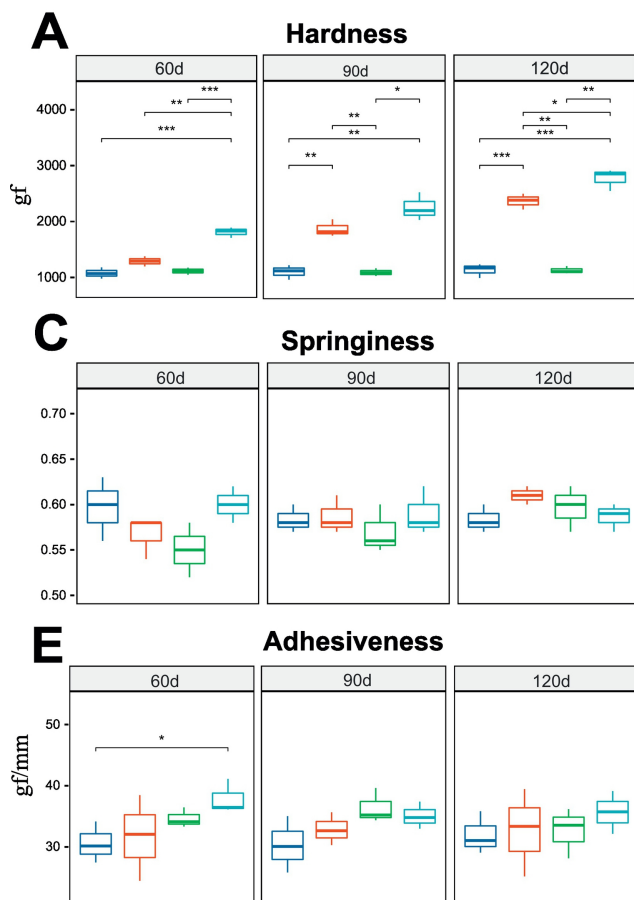 A Hardness
60d 90d 120d
gf
4000
3000
2000
1000
*** ** ***
* ** ** **
** * ** *** ***
C Springiness
60d 90d 120d
0.70
0.65
0.60
0.55
0.50
E Adhesiveness
60d 90d 120d
gf/mm
50
40
30
*